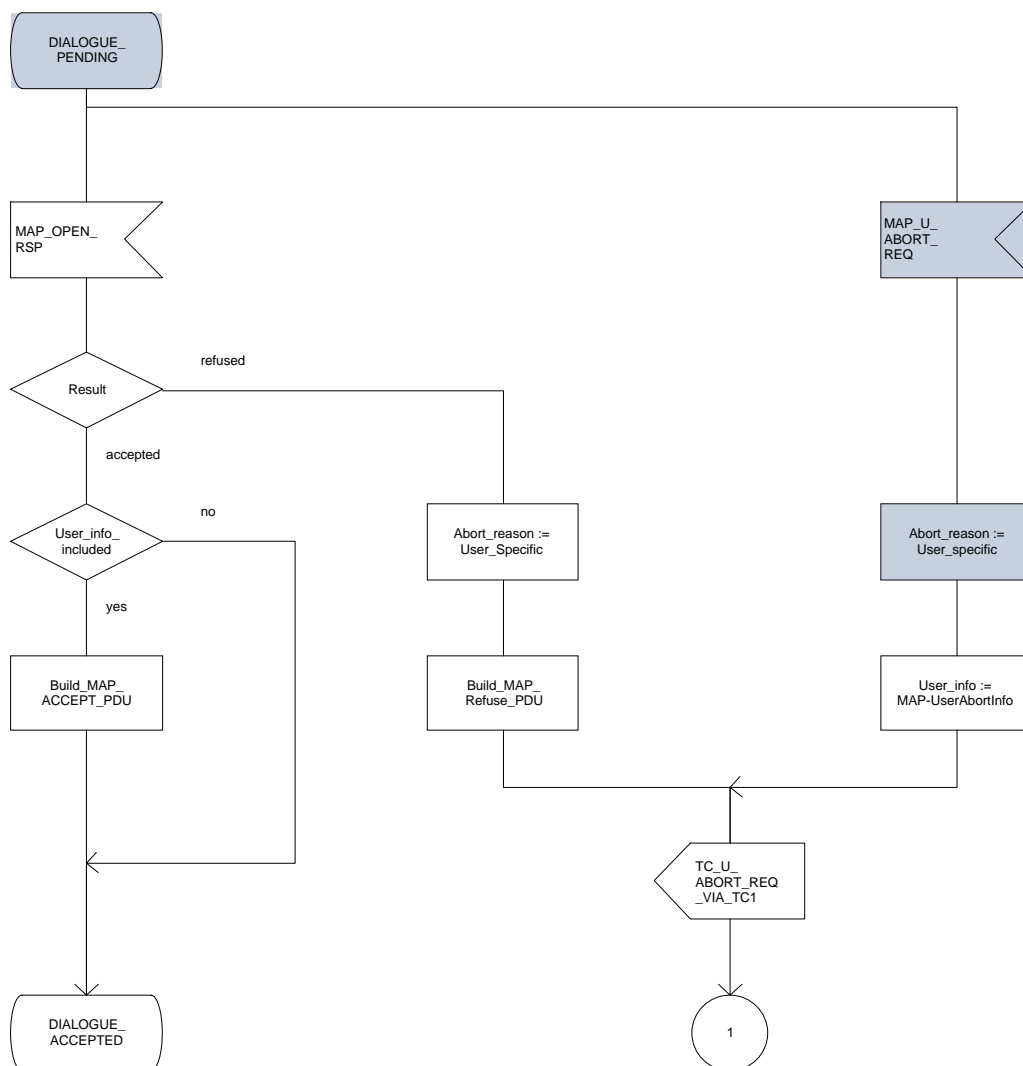 DIALOGUE_
PENDING
MAP_OPEN_
RSP
MAP_U_
ABORT_
REQ
Result
refused
accepted
User_info_
included
no
yes
Abort_reason :=
User_Specific
Abort_reason :=
User_specific
Build_MAP_
ACCEPT_PDU
Build_MAP_
Refuse_PDU
User_info :=
MAP-UserAbortInfo
TC_U_
ABORT_REQ
_VIA_TC1
DIALOGUE_
ACCEPTED
1